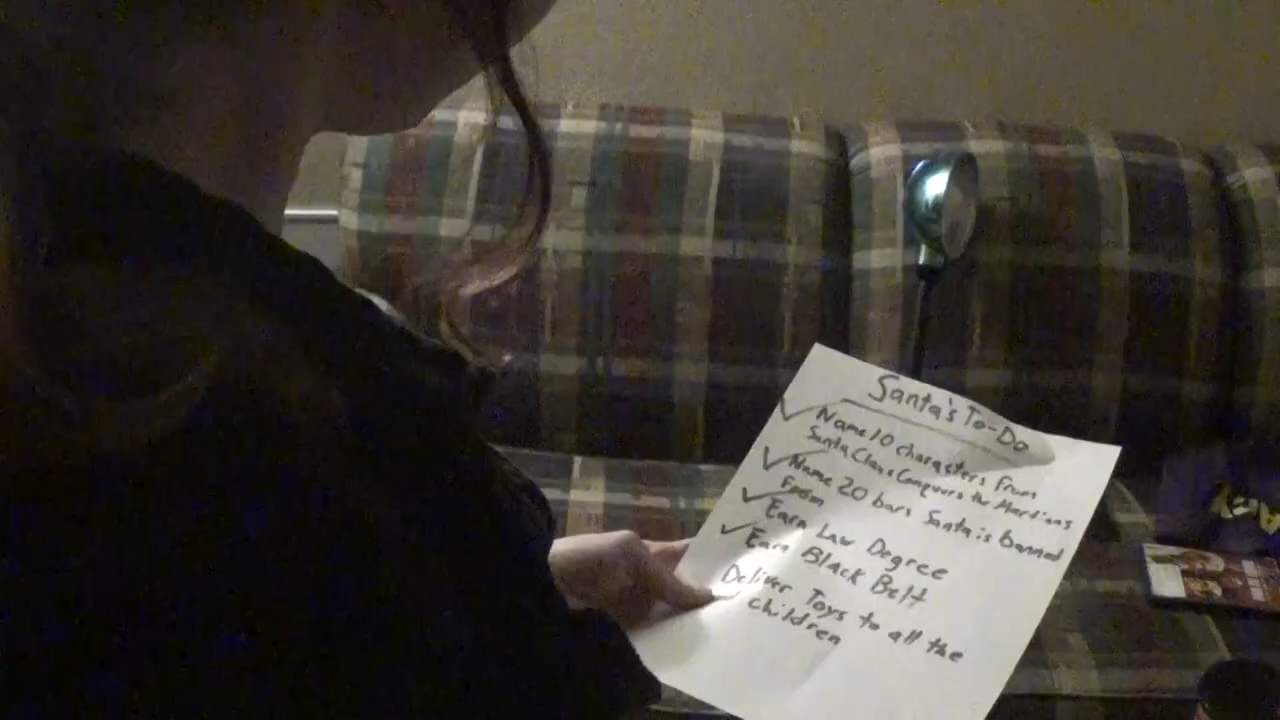 Santa's To-Do
Name 10 characters from
Santa Claus Conquers the Martians
Name 20 bars Santa is banned
From
Earn Law Degree
Earn Black Belt
Deliver Toys to all the
Children